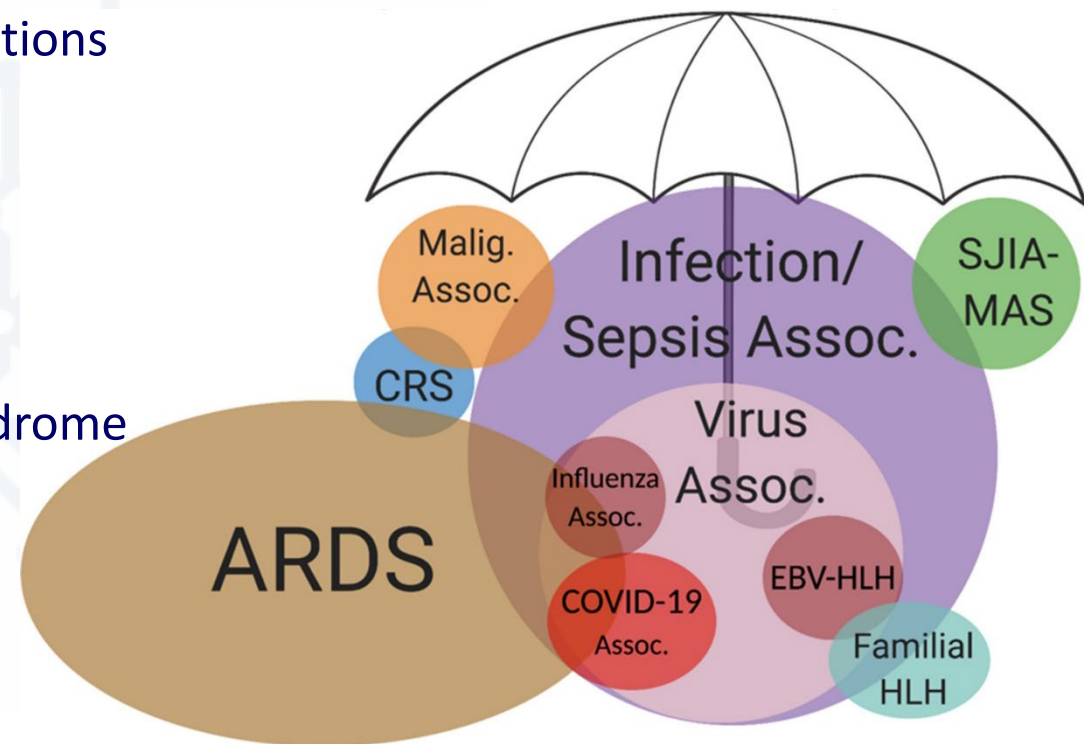 tions
drome
Malig.
Assoc.
Infection/
Sepsis Assoc.
SJIA-
MAS
CRS
Virus
Assoc.
Influenza
Assoc.
ARDS
COVID-19
Assoc.
EBV-HLH
Familial
HLH